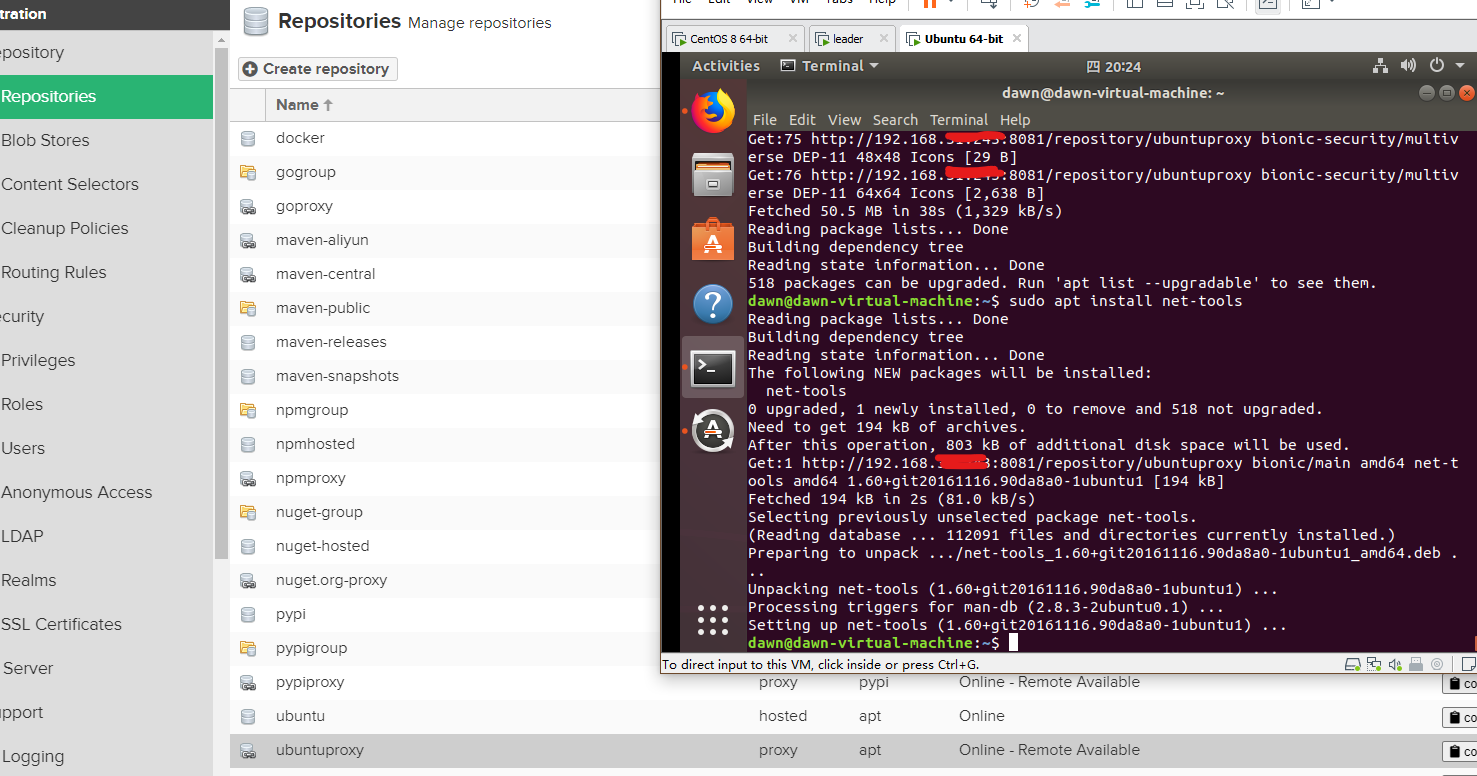 tration
epository
Repositories
Blob Stores
Content Selectors
Cleanup Policies
Routing Rules
curity
Privileges
Roles
Users
Anonymous Access
LDAP
Realms
SSL Certificates
Server
pport
Logging
Repositories Manage repositories
Create repository
Name
docker
gogroup
goproxy
maven-aliyun
maven-central
maven-public
maven-releases
maven-snapshots
npmgroup
npmhosted
npmproxy
nuget-group
nuget-hosted
nuget.org-proxy
pypi
pypigroup
pypiproxy proxy pypi Online - Remote Available co
ubuntu hosted apt Online co
ubuntuproxy proxy apt Online - Remote Available co
File Edit View VM Tabs Help
CentOS 8 64-bit leader Ubuntu 64-bit
Activities Terminal 四 20:24
dawn@dawn-virtual-machine: ~
File Edit View Search Terminal Help
Get:75 http://192.168. :8081/repository/ubuntuproxy bionic-security/multiv
erse DEP-11 48x48 Icons [29 B]
Get:76 http://192.168. :8081/repository/ubuntuproxy bionic-security/multiv
erse DEP-11 64x64 Icons [2,638 B]
Fetched 50.5 MB in 38s (1,329 kB/s)
Reading package lists... Done
Building dependency tree
Reading state information... Done
518 packages can be upgraded. Run 'apt list --upgradable' to see them.
dawn@dawn-virtual-machine:~$ sudo apt install net-tools
Reading package lists... Done
Building dependency tree
Reading state information... Done
The following NEW packages will be installed:
net-tools
0 upgraded, 1 newly installed, 0 to remove and 518 not upgraded.
Need to get 194 kB of archives.
After this operation, 803 kB of additional disk space will be used.
Get:1 http://192.168. :8081/repository/ubuntuproxy bionic/main amd64 net-t
ools amd64 1.60+git20161116.90da8a0-1ubuntu1 [194 kB]
Fetched 194 kB in 2s (81.0 kB/s)
Selecting previously unselected package net-tools.
(Reading database ... 112091 files and directories currently installed.)
Preparing to unpack .../net-tools_1.60+git20161116.90da8a0-1ubuntu1_amd64.deb .
..
Unpacking net-tools (1.60+git20161116.90da8a0-1ubuntu1) ...
Processing triggers for man-db (2.8.3-2ubuntu0.1) ...
Setting up net-tools (1.60+git20161116.90da8a0-1ubuntu1) ...
dawn@dawn-virtual-machine:~$
To direct input to this VM, click inside or press Ctrl+G.